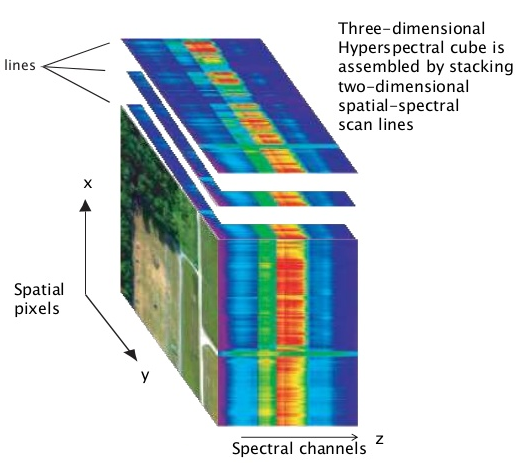 lines
Three-dimensional
Hyperspectral cube is
assembled by stacking
two-dimensional
spatial-spectral
scan lines
x
Spatial
pixels
y
z
Spectral channels